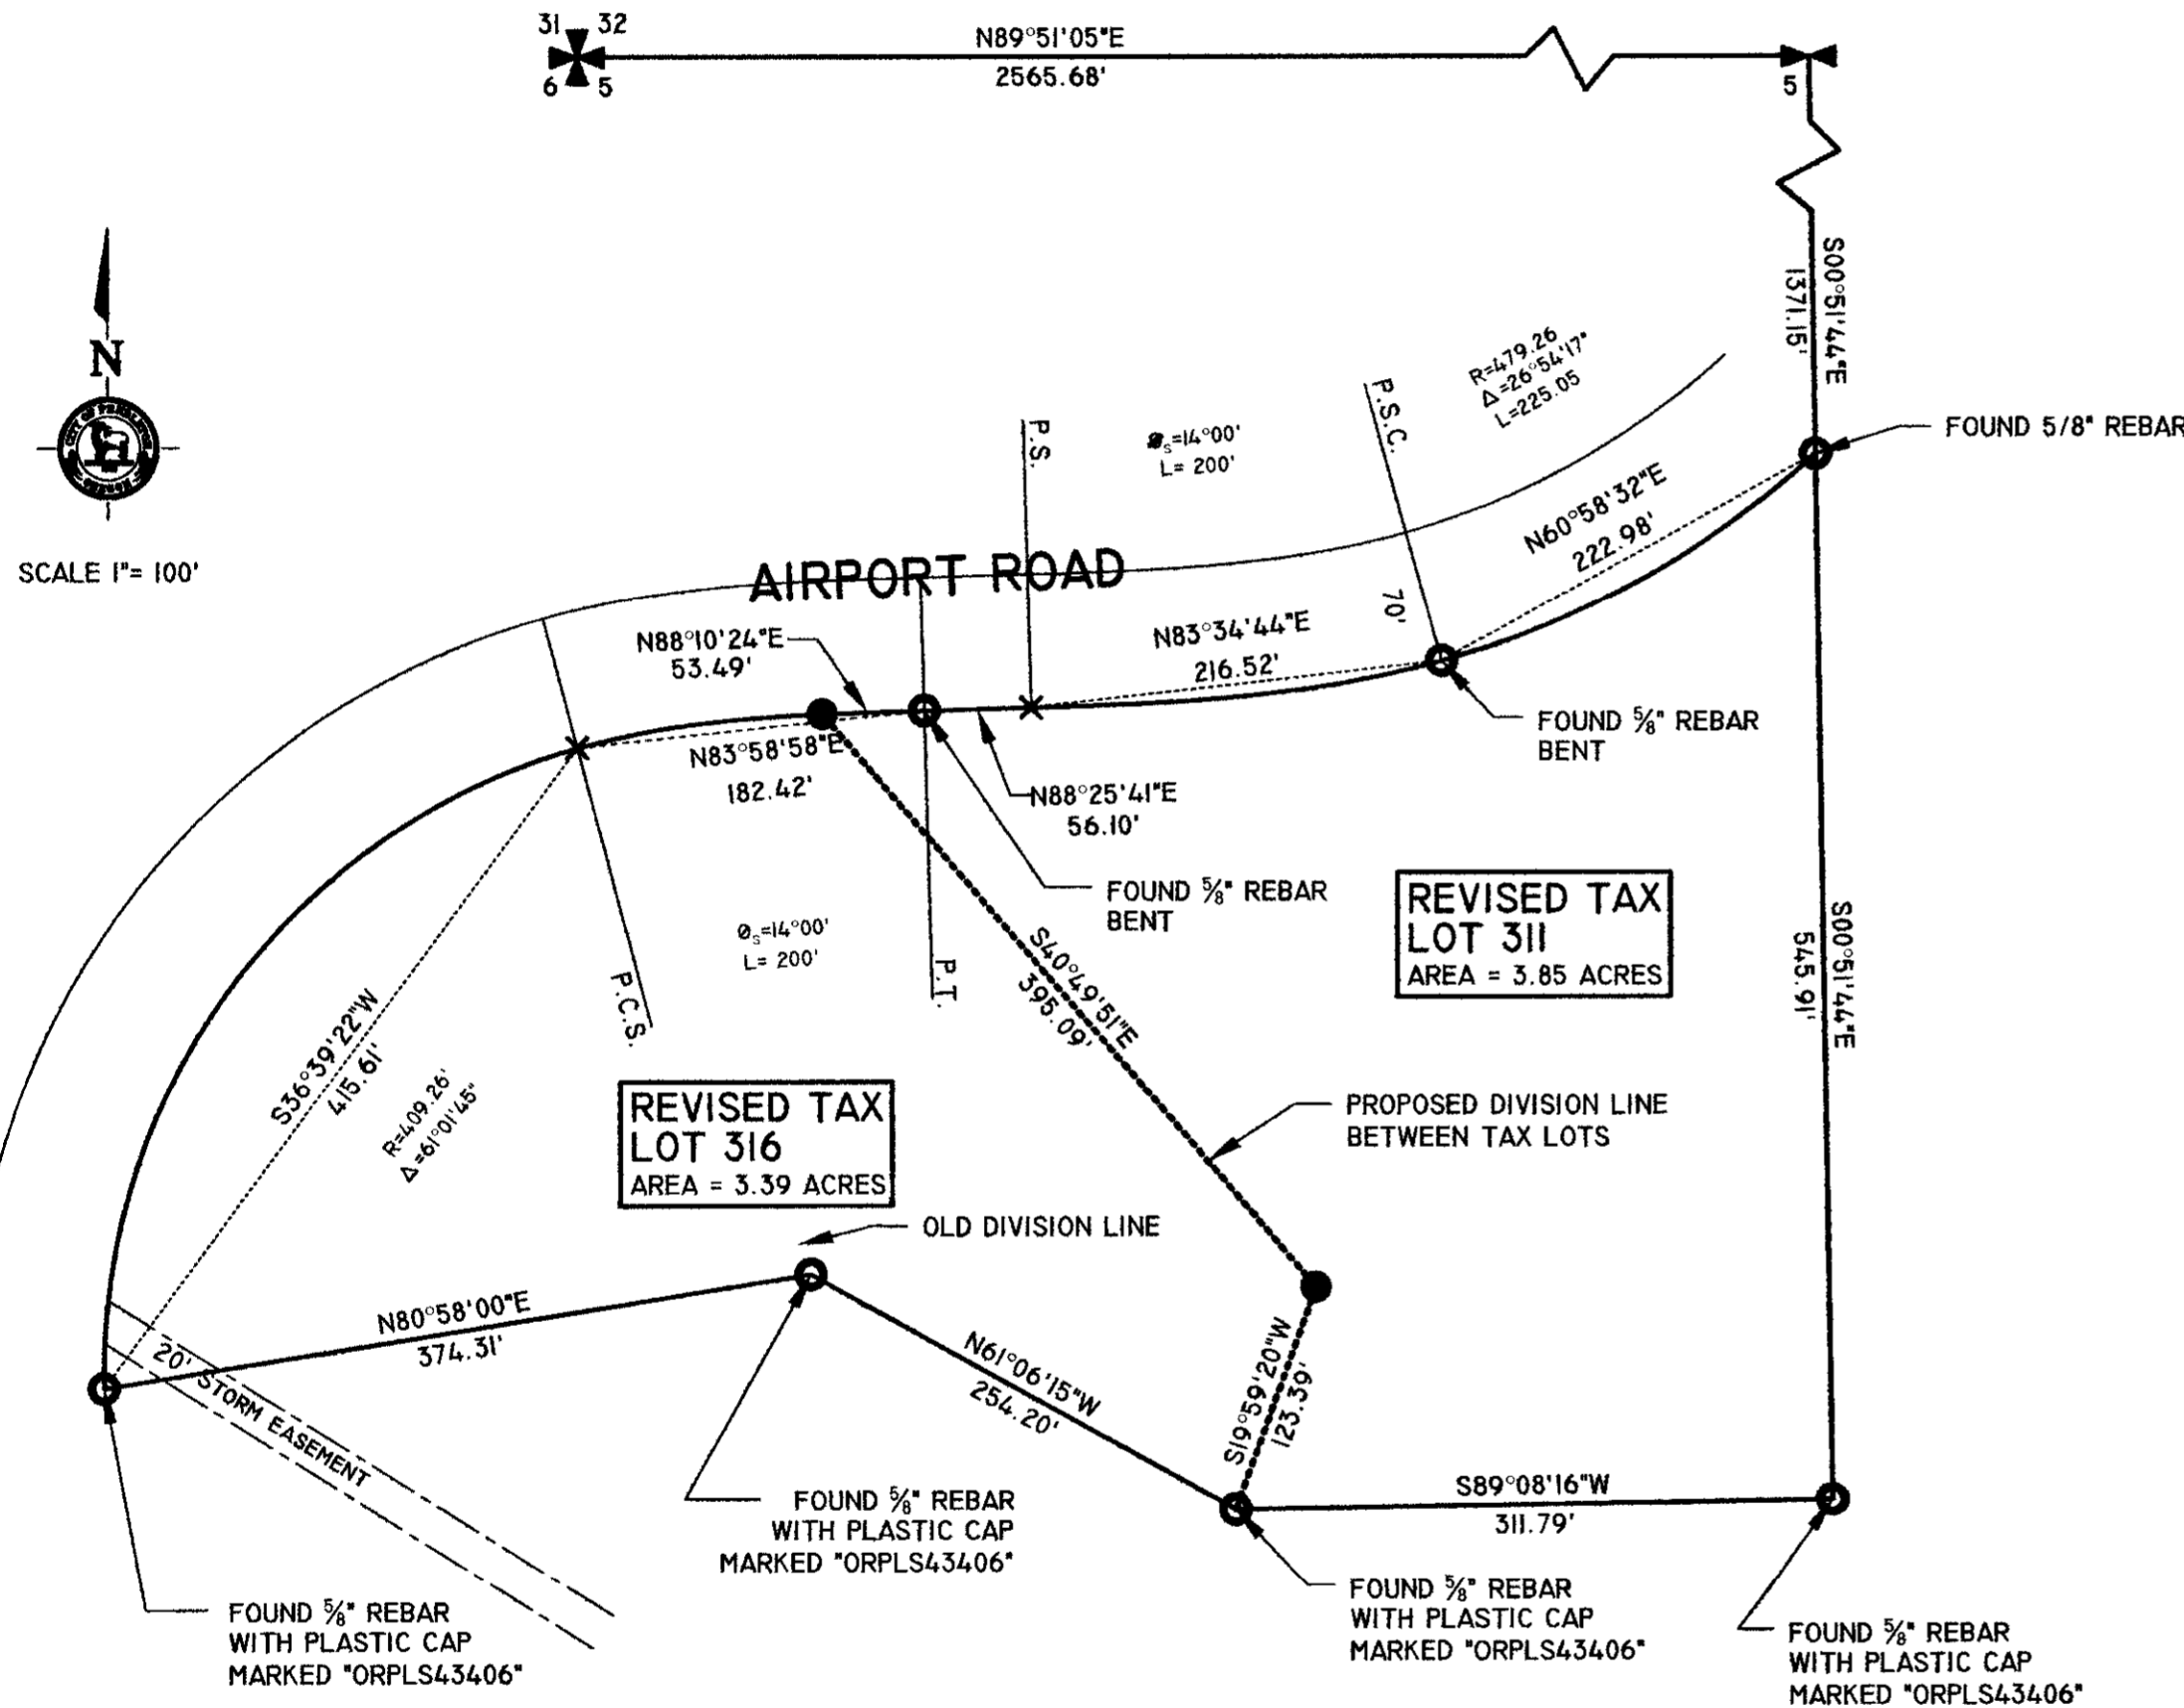 31 32
6 5
N89°51'05"E
2565.68'
5
S00°51'44"E
1371.15'
N
CITY OF PENDLETON
OREGON
SCALE 1"= 100'
R=479.26
Δ=26°54'17"
L=225.05
P.S.C.
P.S.
øs=14°00'
L= 200'
FOUND 5/8" REBAR
N60°58'32"E
222.98'
AIRPORT ROAD
70'
N88°10'24"E
53.49'
N83°34'44"E
216.52'
FOUND ⅝" REBAR
BENT
N83°58'58"E
182.42'
N88°25'41"E
56.10'
FOUND ⅝" REBAR
BENT
REVISED TAX
LOT 311
AREA = 3.85 ACRES
S00°51'44"E
545.91'
øs=14°00'
L= 200'
P.T.
P.C.S.
S40°49'51"E
395.09'
S36°39'22"W
415.61'
R=409.26'
Δ=61°01'45"
REVISED TAX
LOT 316
AREA = 3.39 ACRES
PROPOSED DIVISION LINE
BETWEEN TAX LOTS
OLD DIVISION LINE
N80°58'00"E
374.31'
20' STORM EASEMENT
N61°06'15"W
254.20'
S19°59'20"W
123.39'
S89°08'16"W
311.79'
FOUND ⅝" REBAR
WITH PLASTIC CAP
MARKED "ORPLS43406"
FOUND ⅝" REBAR
WITH PLASTIC CAP
MARKED "ORPLS43406"
FOUND ⅝" REBAR
WITH PLASTIC CAP
MARKED "ORPLS43406"
FOUND ⅝" REBAR
WITH PLASTIC CAP
MARKED "ORPLS43406"